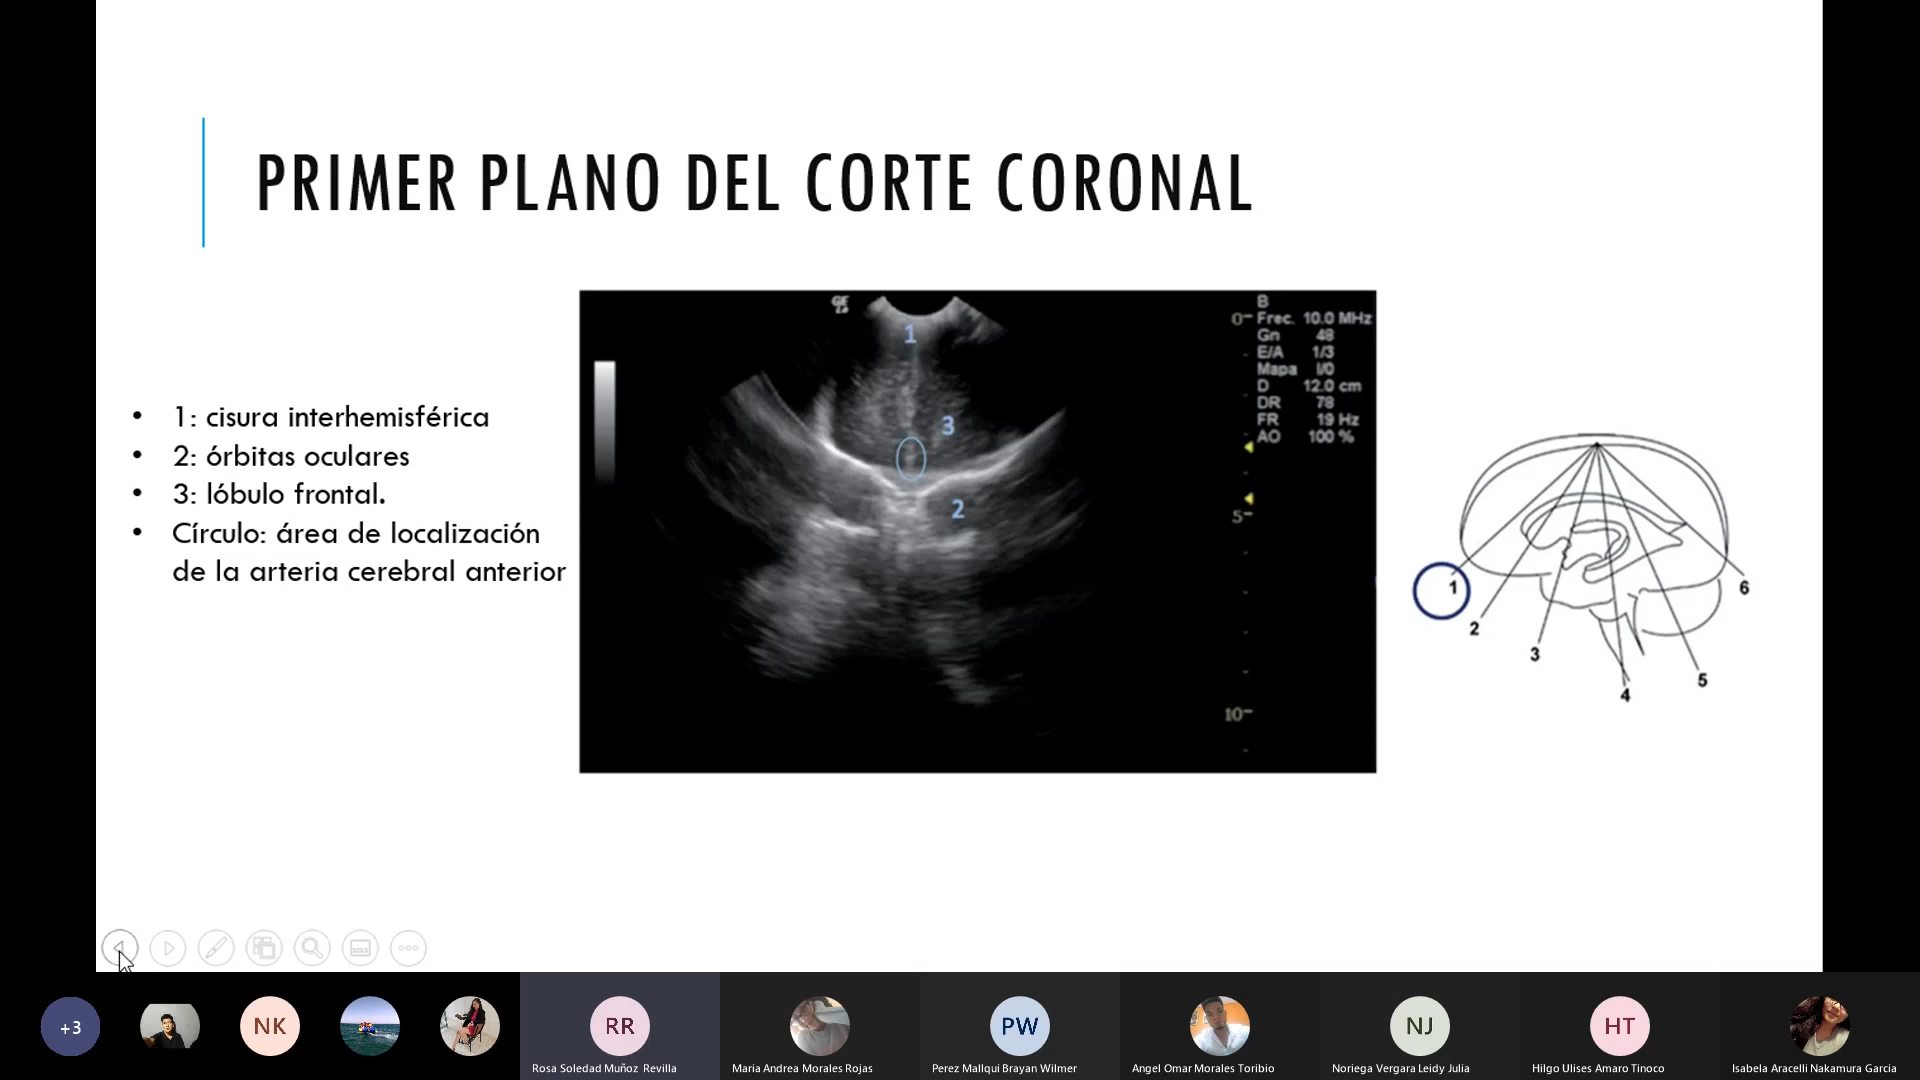 PRIMER PLANO DEL CORTE CORONAL
• 1: cisura interhemisférica
• 2: órbitas oculares
• 3: lóbulo frontal.
• Círculo: área de localización
de la arteria cerebral anterior
GE
1
3
2
0
5
10
B
Frec. 10.0 MHz
Gn 48
E/A 1/3
Mapa I/0
D 12.0 cm
DR 78
FR 19 Hz
AO 100 %
1
2
3
4
5
6
+3
NK
RR
PW
NJ
HT
Rosa Soledad Muñoz Revilla
Maria Andrea Morales Rojas
Perez Mallqui Brayan Wilmer
Angel Omar Morales Toribio
Noriega Vergara Leidy Julia
Hilgo Ulises Amaro Tinoco
Isabela Aracelli Nakamura Garcia